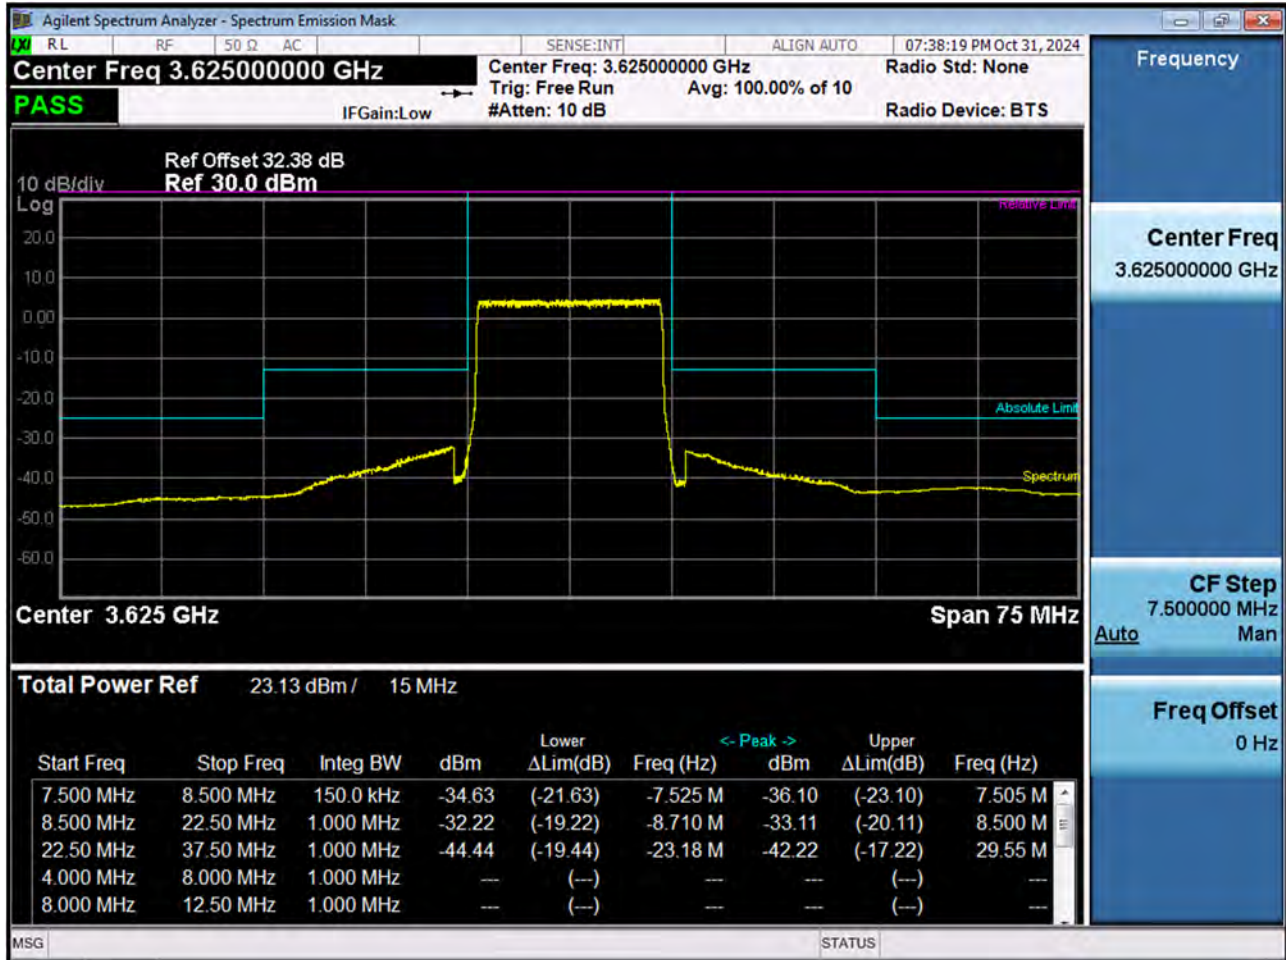 Agilent Spectrum Analyzer - Spectrum Emission Mask
LXI RL RF 50 Ω AC SENSE:INT ALIGN AUTO 07:38:19 PM Oct 31, 2024
Center Freq 3.625000000 GHz
Center Freq: 3.625000000 GHz Radio Std: None
Trig: Free Run Avg: 100.00% of 10
PASS
IFGain:Low #Atten: 10 dB Radio Device: BTS
Ref Offset 32.38 dB
10 dB/div Ref 30.0 dBm
Log
Relative Limit
20.0
10.0
0.00
-10.0
-20.0
Absolute Limit
-30.0
-40.0
Spectrum
-50.0
-60.0
Center 3.625 GHz Span 75 MHz
Total Power Ref 23.13 dBm / 15 MHz
Lower <- Peak -> Upper
Start Freq Stop Freq Integ BW dBm ΔLim(dB) Freq (Hz) dBm ΔLim(dB) Freq (Hz)
7.500 MHz 8.500 MHz 150.0 kHz -34.63 (-21.63) -7.525 M -36.10 (-23.10) 7.505 M
8.500 MHz 22.50 MHz 1.000 MHz -32.22 (-19.22) -8.710 M -33.11 (-20.11) 8.500 M
22.50 MHz 37.50 MHz 1.000 MHz -44.44 (-19.44) -23.18 M -42.22 (-17.22) 29.55 M
4.000 MHz 8.000 MHz 1.000 MHz --- (---) --- --- (---) ---
8.000 MHz 12.50 MHz 1.000 MHz --- (---) --- --- (---) ---
MSG STATUS
Frequency
Center Freq
3.625000000 GHz
CF Step
7.500000 MHz
Auto Man
Freq Offset
0 Hz